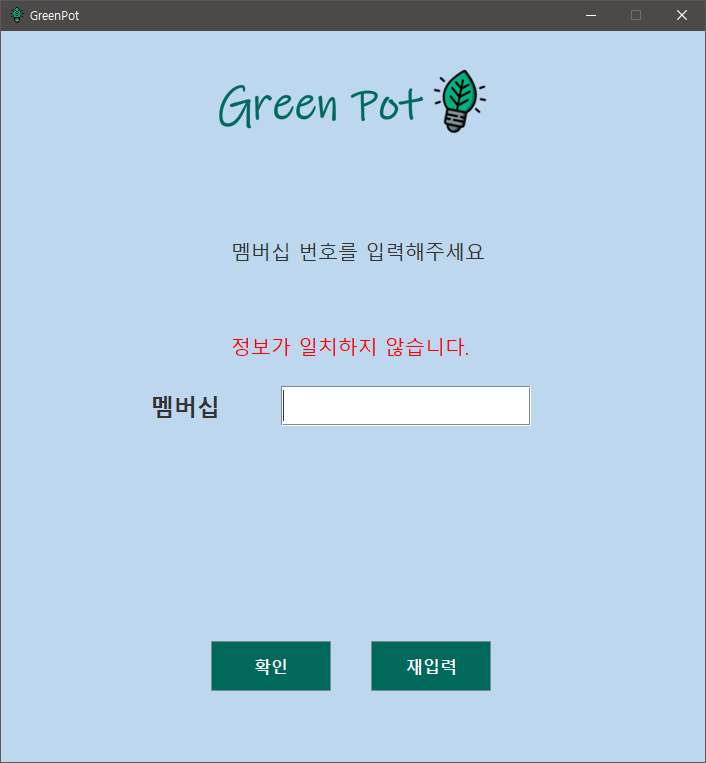 GreenPot
Green Pot
멤버십 번호를 입력해주세요
정보가 일치하지 않습니다.
멤버십
확인 재입력